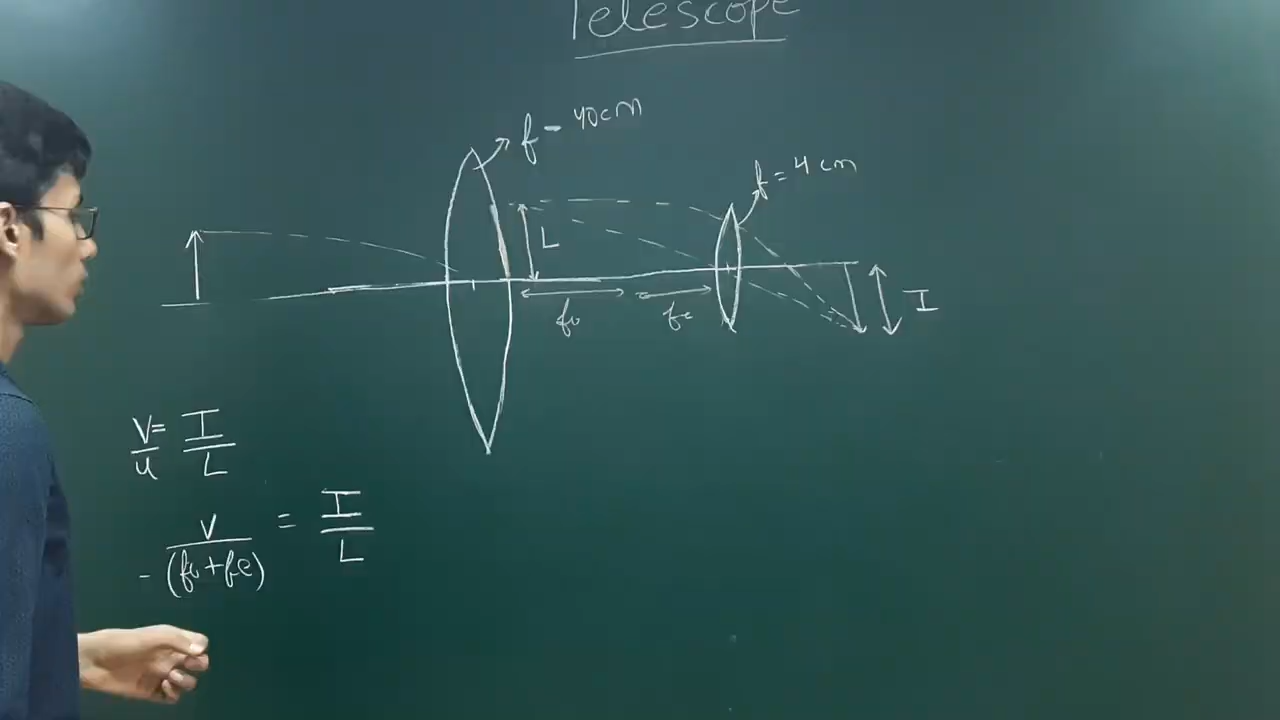 Telescope
f - 40cm
f = 4 cm
L
fo
fe
I
V/u = I/L
V/-(fo+fe) = I/L